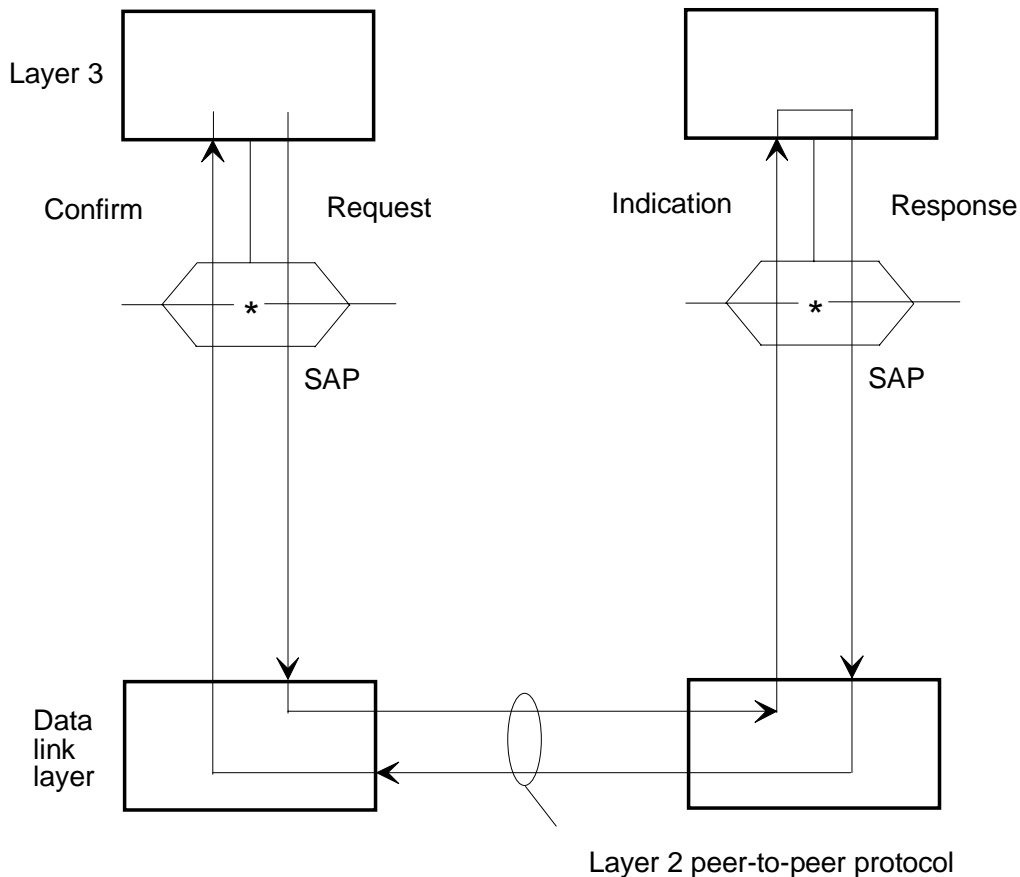 Layer 3
Confirm
Request
Indication
Response
*
*
SAP
SAP
Data
link
layer
Layer 2 peer-to-peer protocol